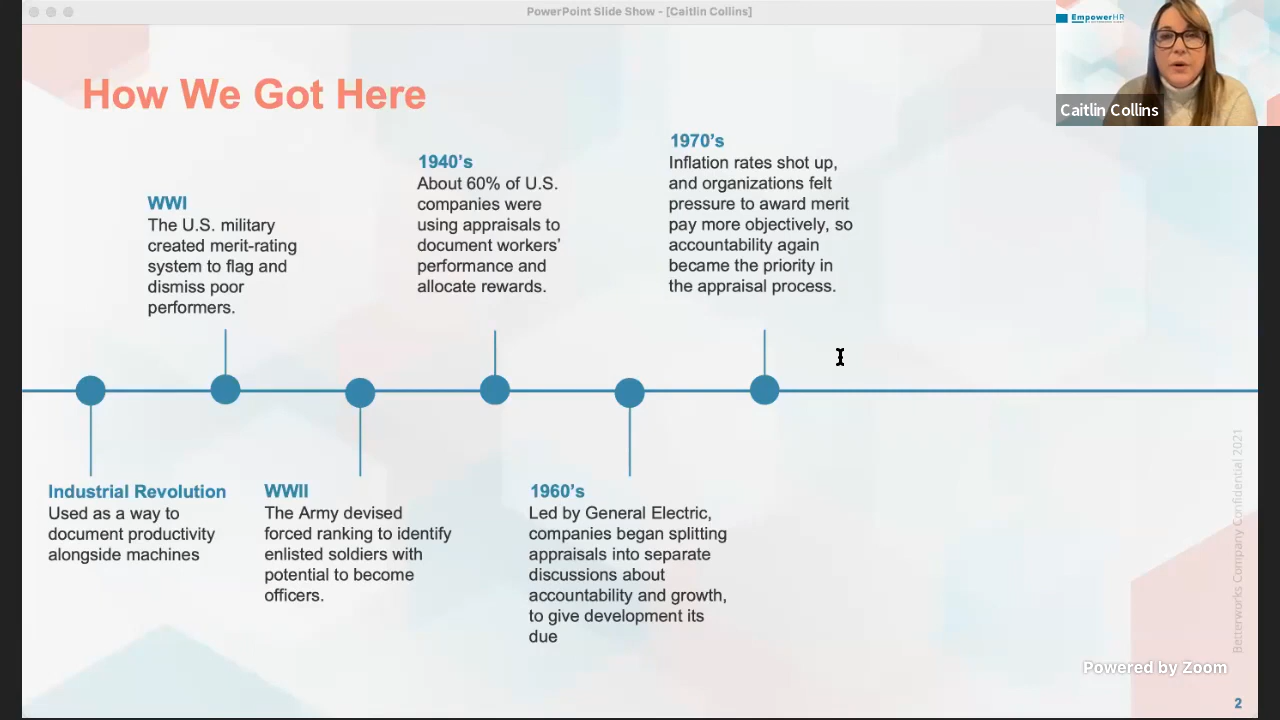 PowerPoint Slide Show - [Caitlin Collins]
EmpowerHR
Caitlin Collins
How We Got Here
WWI
The U.S. military
created merit-rating
system to flag and
dismiss poor
performers.
1940's
About 60% of U.S.
companies were
using appraisals to
document workers'
performance and
allocate rewards.
1970's
Inflation rates shot up,
and organizations felt
pressure to award merit
pay more objectively, so
accountability again
became the priority in
the appraisal process.
Industrial Revolution
Used as a way to
document productivity
alongside machines
WWII
The Army devised
forced ranking to identify
enlisted soldiers with
potential to become
officers.
1960's
Led by General Electric,
companies began splitting
appraisals into separate
discussions about
accountability and growth,
to give development its
due
Betterworks Company Confidential 2021
Powered by Zoom
2